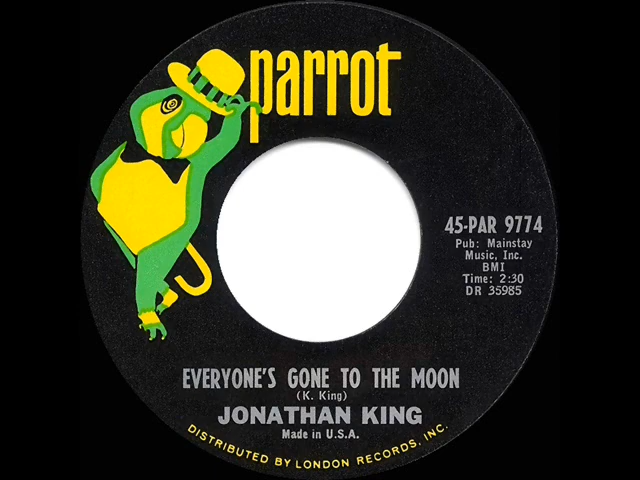 parrot
45-PAR 9774
Pub: Mainstay
Music, Inc.
BMI
Time: 2:30
DR 35985
EVERYONE'S GONE TO THE MOON
(K. King)
JONATHAN KING
Made in U.S.A.
DISTRIBUTED BY LONDON RECORDS, INC.